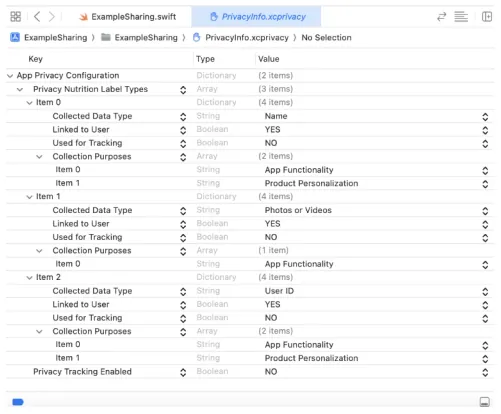 ExampleSharing.swift PrivacyInfo.xcprivacy
ExampleSharing ExampleSharing PrivacyInfo.xcprivacy No Selection
Key Type Value
App Privacy Configuration Dictionary (2 items)
Privacy Nutrition Label Types Array (3 items)
Item 0 Dictionary (4 items)
Collected Data Type String Name
Linked to User Boolean YES
Used for Tracking Boolean NO
Collection Purposes Array (2 items)
Item 0 String App Functionality
Item 1 String Product Personalization
Item 1 Dictionary (4 items)
Collected Data Type String Photos or Videos
Linked to User Boolean YES
Used for Tracking Boolean NO
Collection Purposes Array (1 item)
Item 0 String App Functionality
Item 2 Dictionary (4 items)
Collected Data Type String User ID
Linked to User Boolean YES
Used for Tracking Boolean NO
Collection Purposes Array (2 items)
Item 0 String App Functionality
Item 1 String Product Personalization
Privacy Tracking Enabled Boolean NO